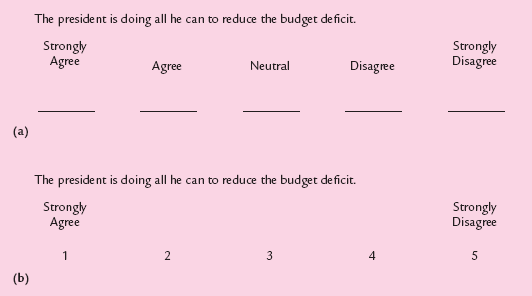 The president is doing all he can to reduce the budget deficit.
Strongly Agree Agree Neutral Disagree Strongly Disagree
(a)
The president is doing all he can to reduce the budget deficit.
Strongly Agree Strongly Disagree
1 2 3 4 5
(b)